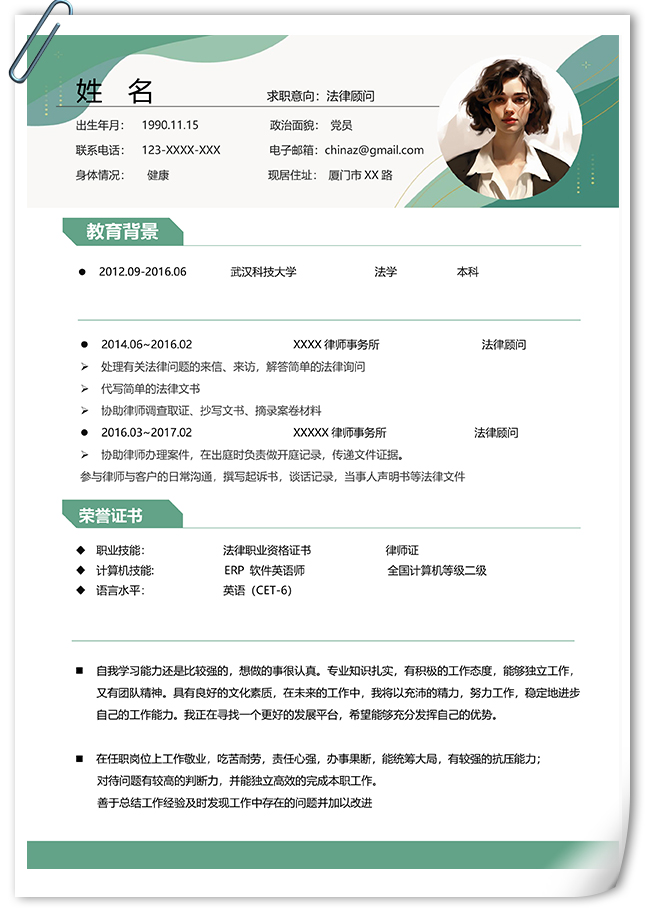 姓 名
求职意向：法律顾问
出生年月： 1990.11.15 政治面貌： 党员
联系电话： 123-XXXX-XXX 电子邮箱：chinaz@gmail.com
身体情况： 健康 现居住址： 厦门市 XX 路
教育背景
● 2012.09-2016.06 武汉科技大学 法学 本科
● 2014.06~2016.02 XXXX 律师事务所 法律顾问
➢ 处理有关法律问题的来信、来访，解答简单的法律询问
➢ 代写简单的法律文书
➢ 协助律师调查取证、抄写文书、摘录案卷材料
● 2016.03~2017.02 XXXXX 律师事务所 法律顾问
➢ 协助律师办理案件，在出庭时负责做开庭记录，传递文件证据。
参与律师与客户的日常沟通，撰写起诉书，谈话记录，当事人声明书等法律文件
荣誉证书
◆ 职业技能： 法律职业资格证书 律师证
◆ 计算机技能: ERP 软件英语师 全国计算机等级二级
◆ 语言水平： 英语（CET-6）
■ 自我学习能力还是比较强的，想做的事很认真。专业知识扎实，有积极的工作态度，能够独立工作，
又有团队精神。具有良好的文化素质，在未来的工作中，我将以充沛的精力，努力工作，稳定地进步
自己的工作能力。我正在寻找一个更好的发展平台，希望能够充分发挥自己的优势。
■ 在任职岗位上工作敬业，吃苦耐劳，责任心强，办事果断，能统筹大局，有较强的抗压能力；
对待问题有较高的判断力，并能独立高效的完成本职工作。
善于总结工作经验及时发现工作中存在的问题并加以改进